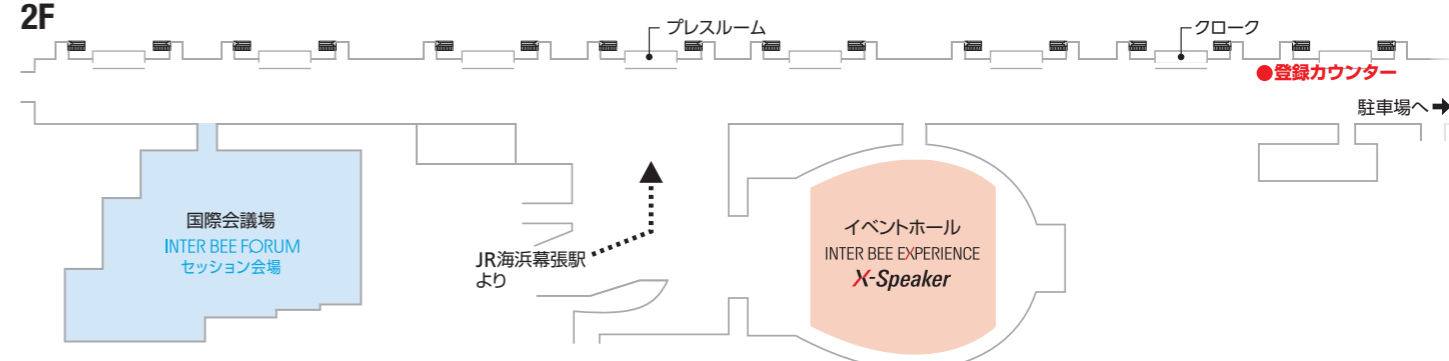 2F
プレスルーム
クローク
●登録カウンター
駐車場へ➡
国際会議場
INTER BEE FORUM
セッション会場
JR海浜幕張駅
より
イベントホール
INTER BEE EXPERIENCE
X-Speaker